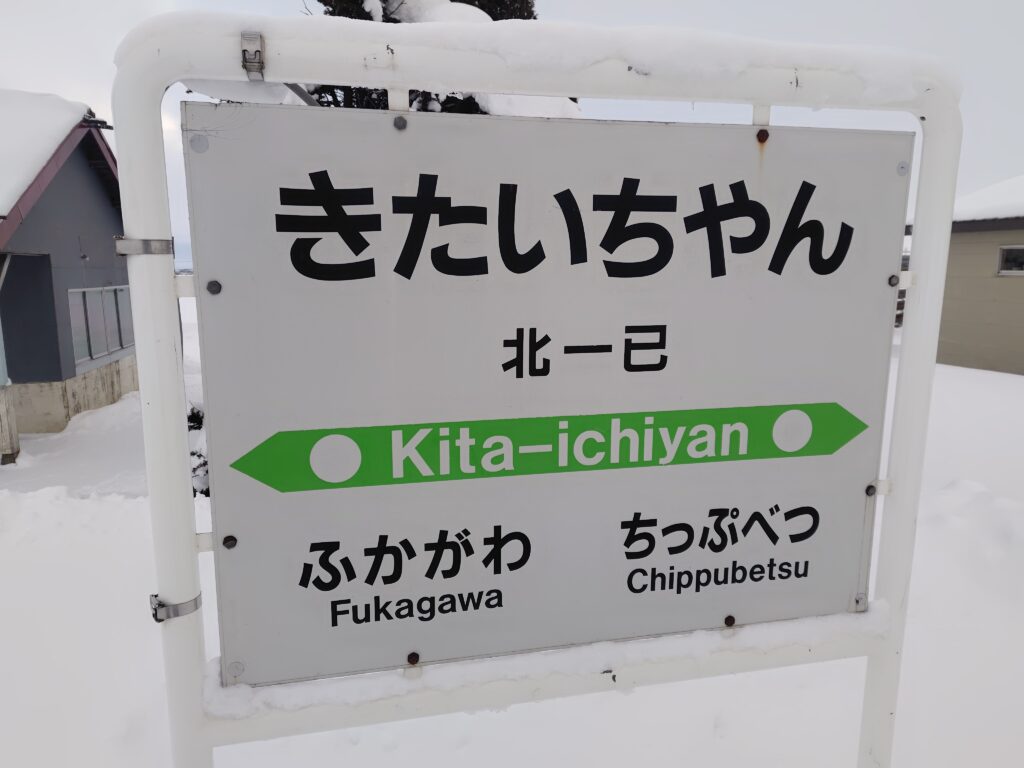 きたいちやん
北一已
Kita-ichiyan
ふかがわ ちっぷべつ
Fukagawa Chippubetsu